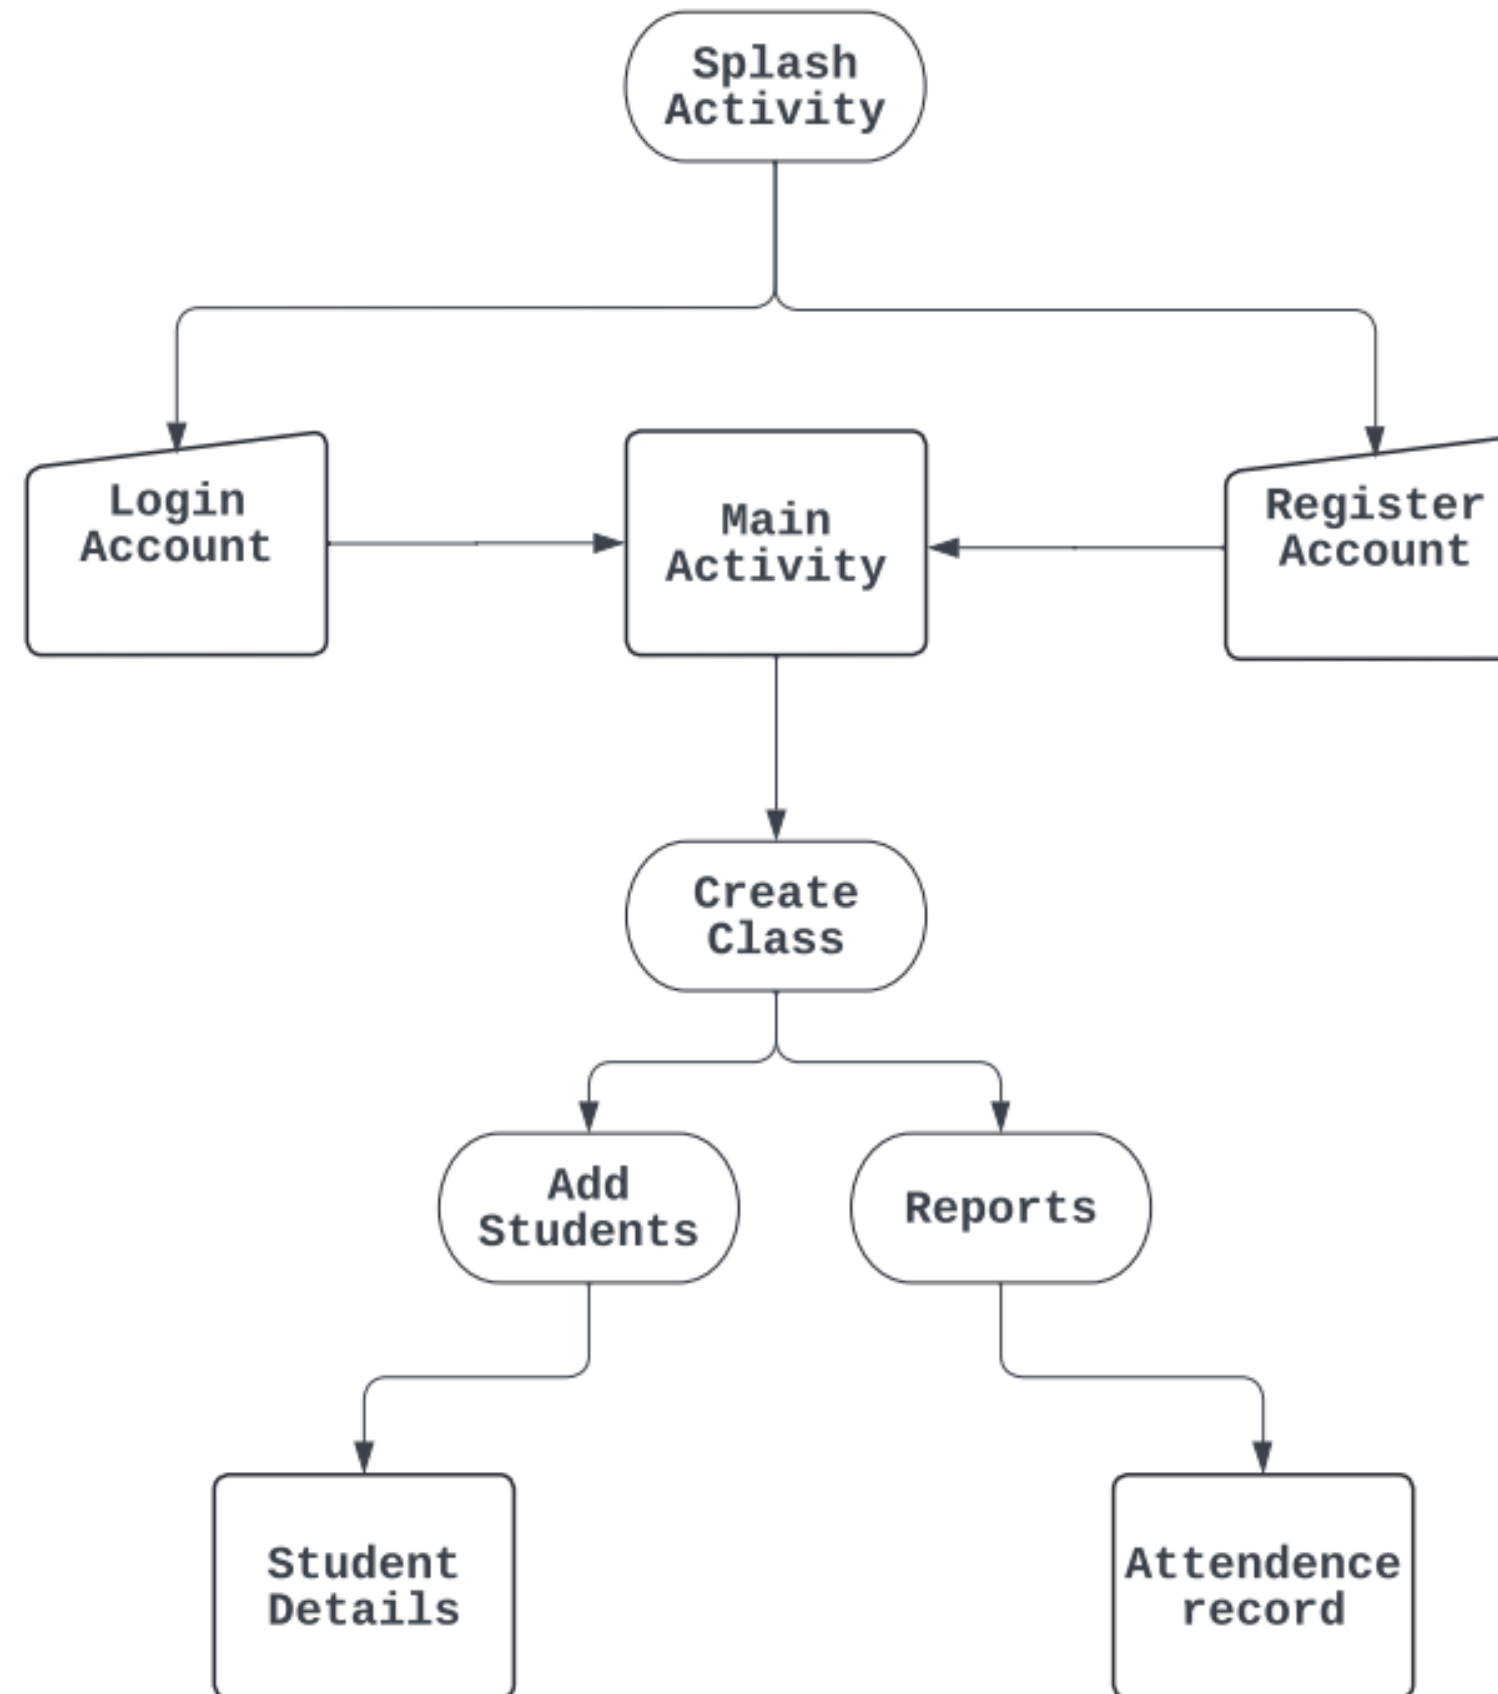 Splash
Activity
Login
Account
Main
Activity
Register
Account
Create
Class
Add
Students
Reports
Student
Details
Attendence
record